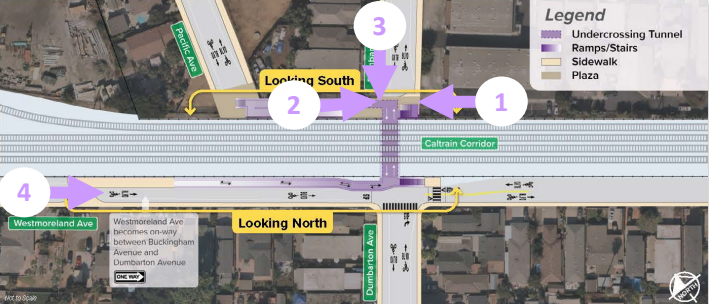 3
Legend
Undercrossing Tunnel
Ramps/Stairs
Sidewalk
Plaza
Pacific Ave
Looking South
2
1
Caltrain Corridor
4
Westmoreland Ave
Westmoreland Ave
becomes on-way
between Buckingham
Avenue and
Dumbarton Avenue
ONE WAY
Looking North
Dumbarton Ave
Not to Scale
NORTH